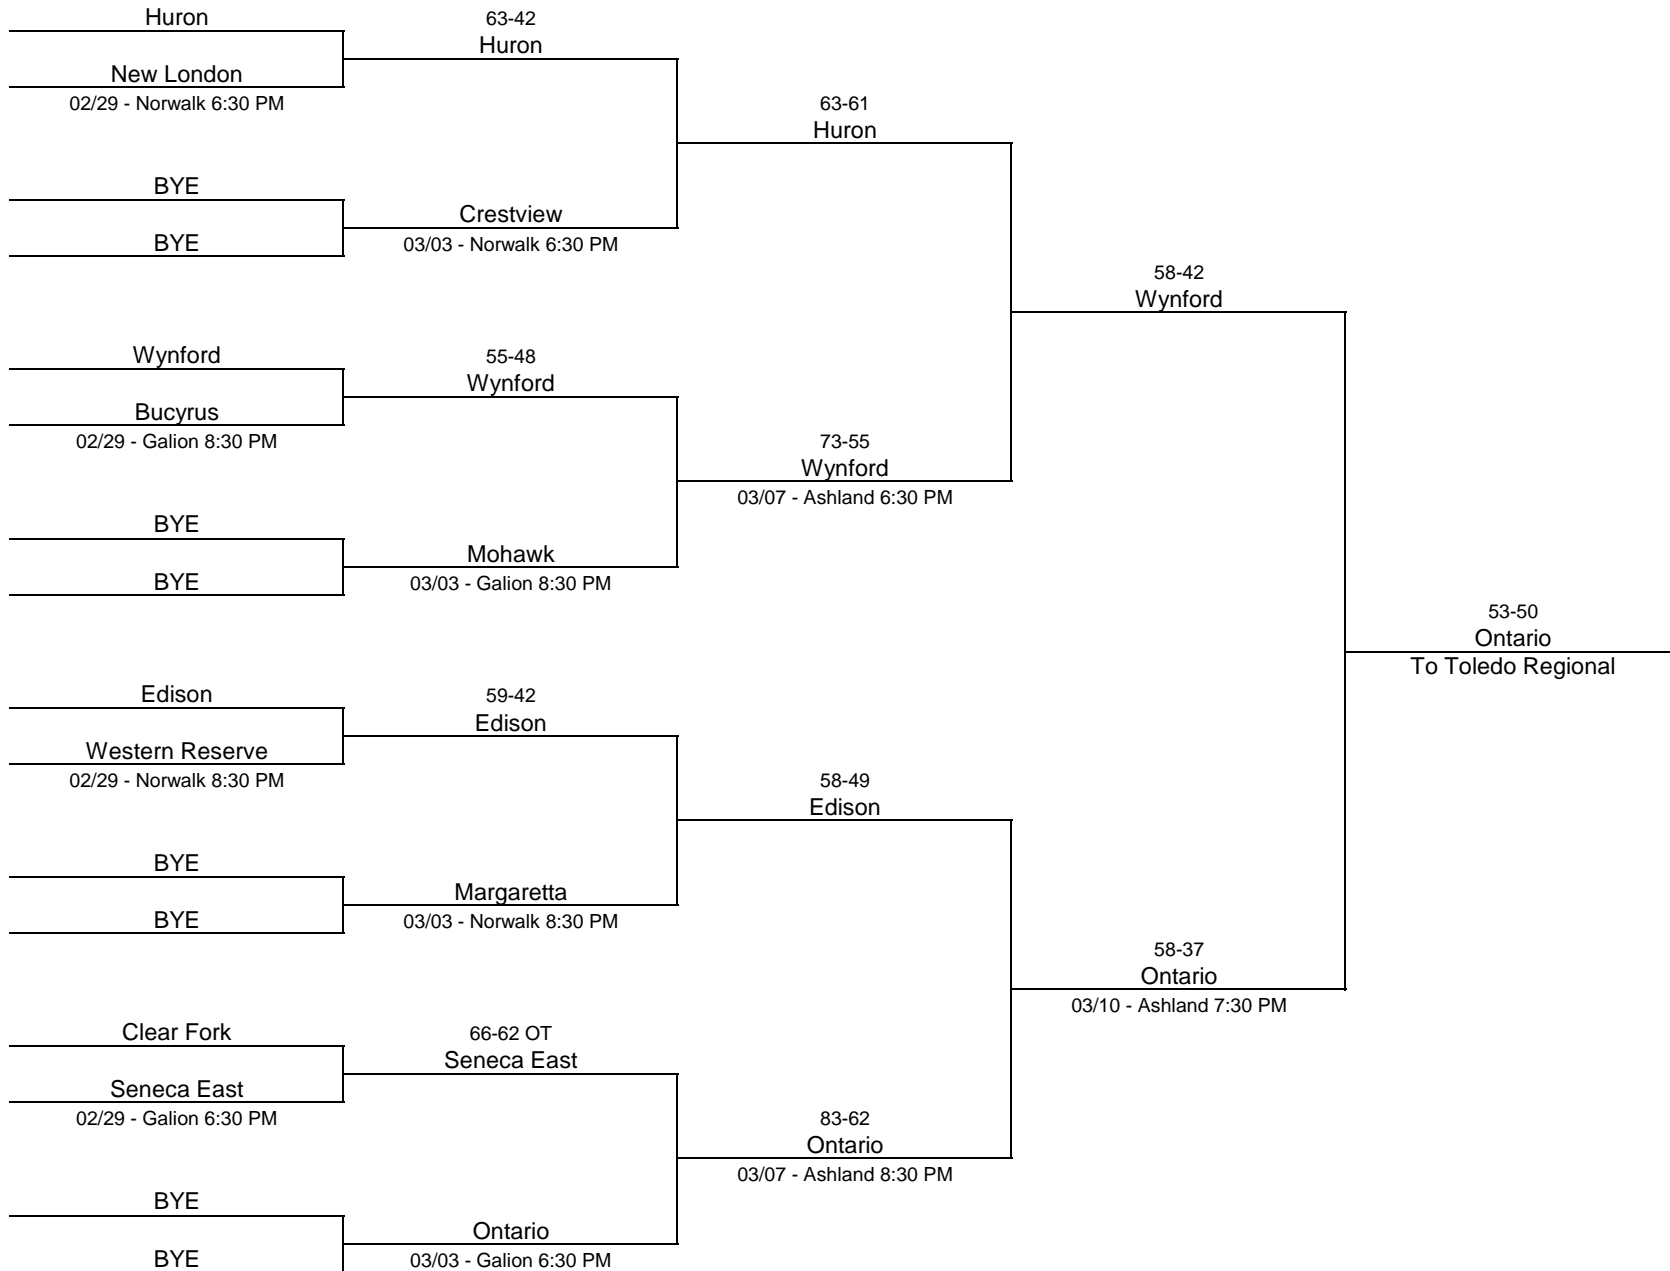 Huron
New London
02/29 - Norwalk 6:30 PM
BYE
BYE
Wynford
Bucyrus
02/29 - Galion 8:30 PM
BYE
BYE
Edison
Western Reserve
02/29 - Norwalk 8:30 PM
BYE
BYE
Clear Fork
Seneca East
02/29 - Galion 6:30 PM
BYE
BYE
63-42
Huron
Crestview
03/03 - Norwalk 6:30 PM
55-48
Wynford
Mohawk
03/03 - Galion 8:30 PM
59-42
Edison
Margaretta
03/03 - Norwalk 8:30 PM
66-62 OT
Seneca East
Ontario
03/03 - Galion 6:30 PM
63-61
Huron
73-55
Wynford
03/07 - Ashland 6:30 PM
58-49
Edison
83-62
Ontario
03/07 - Ashland 8:30 PM
58-42
Wynford
58-37
Ontario
03/10 - Ashland 7:30 PM
53-50
Ontario
To Toledo Regional